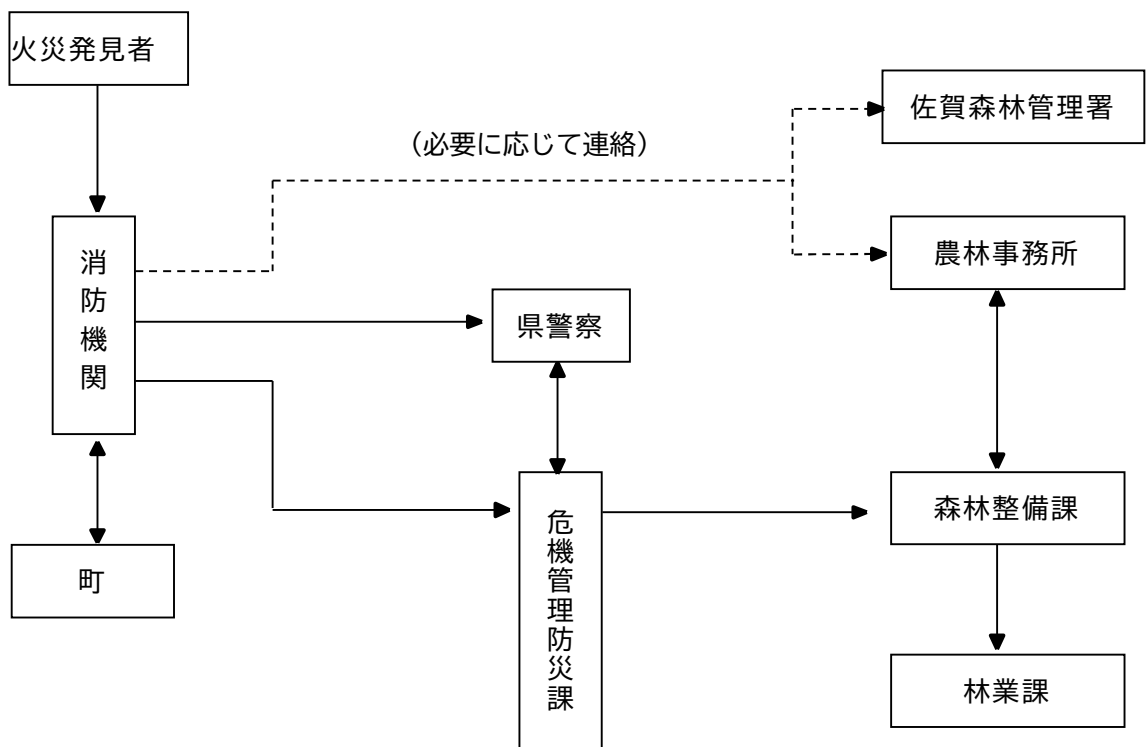 火災発見者
佐賀森林管理署
（必要に応じて連絡）
消防機関
農林事務所
県警察
森林整備課
危機管理防災課
町
林業課